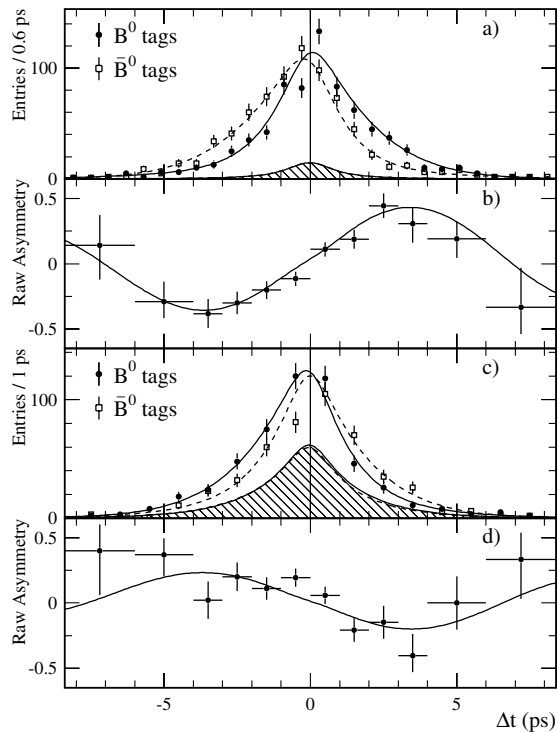 Entries / 0.6 ps
100
0
B⁰ tags
B̄⁰ tags
a)
Raw Asymmetry
0.5
0
-0.5
b)
Entries / 1 ps
100
0
B⁰ tags
B̄⁰ tags
c)
Raw Asymmetry
0.5
0
-0.5
d)
-5 0 5
Δt (ps)